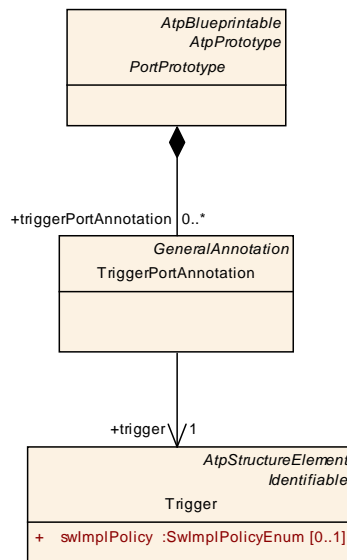 AtpBlueprintable
AtpPrototype
PortPrototype
+triggerPortAnnotation 0..*
GeneralAnnotation
TriggerPortAnnotation
+trigger 1
AtpStructureElement
Identifiable
Trigger
+ swImplPolicy :SwImplPolicyEnum [0..1]